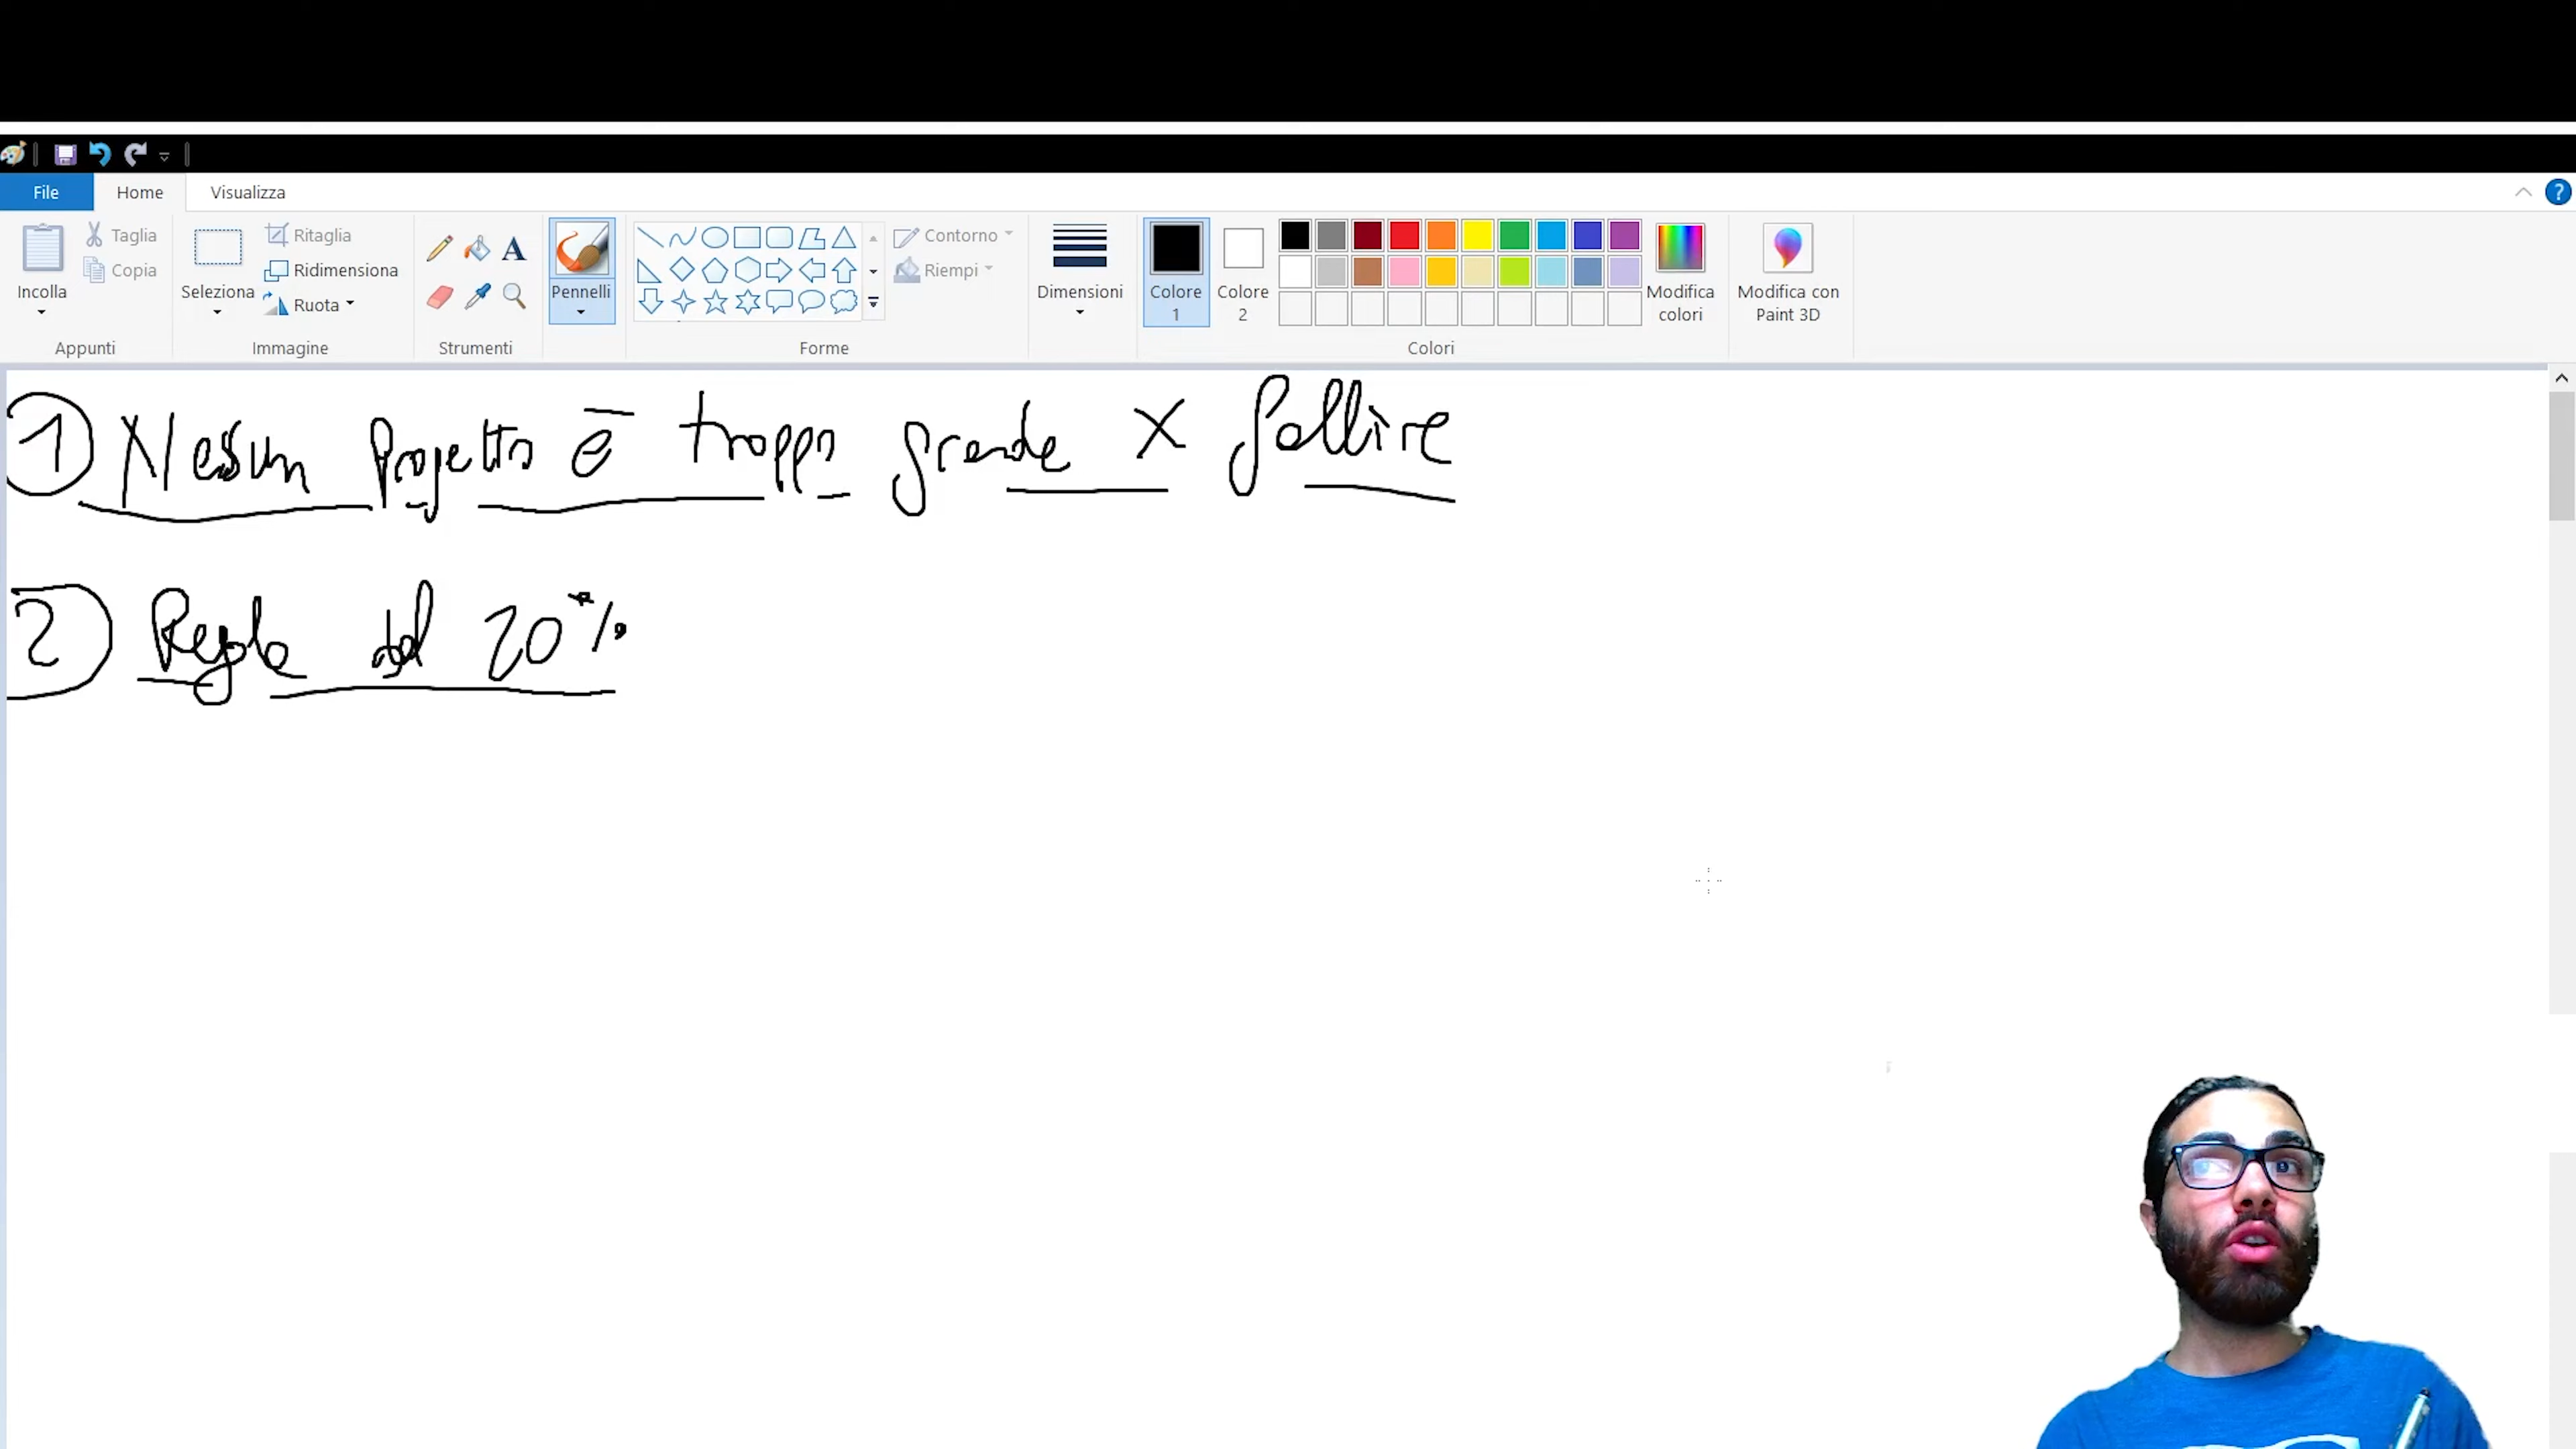 File Home Visualizza
Incolla Taglia Copia Seleziona Ritaglia Ridimensiona Ruota Pennelli Contorno Riempi Dimensioni Colore 1 Colore 2 Modifica colori Modifica con Paint 3D
Appunti Immagine Strumenti Forme Colori
1 Nessun Progetto è troppo grande X fallire
2 Regola del 20%